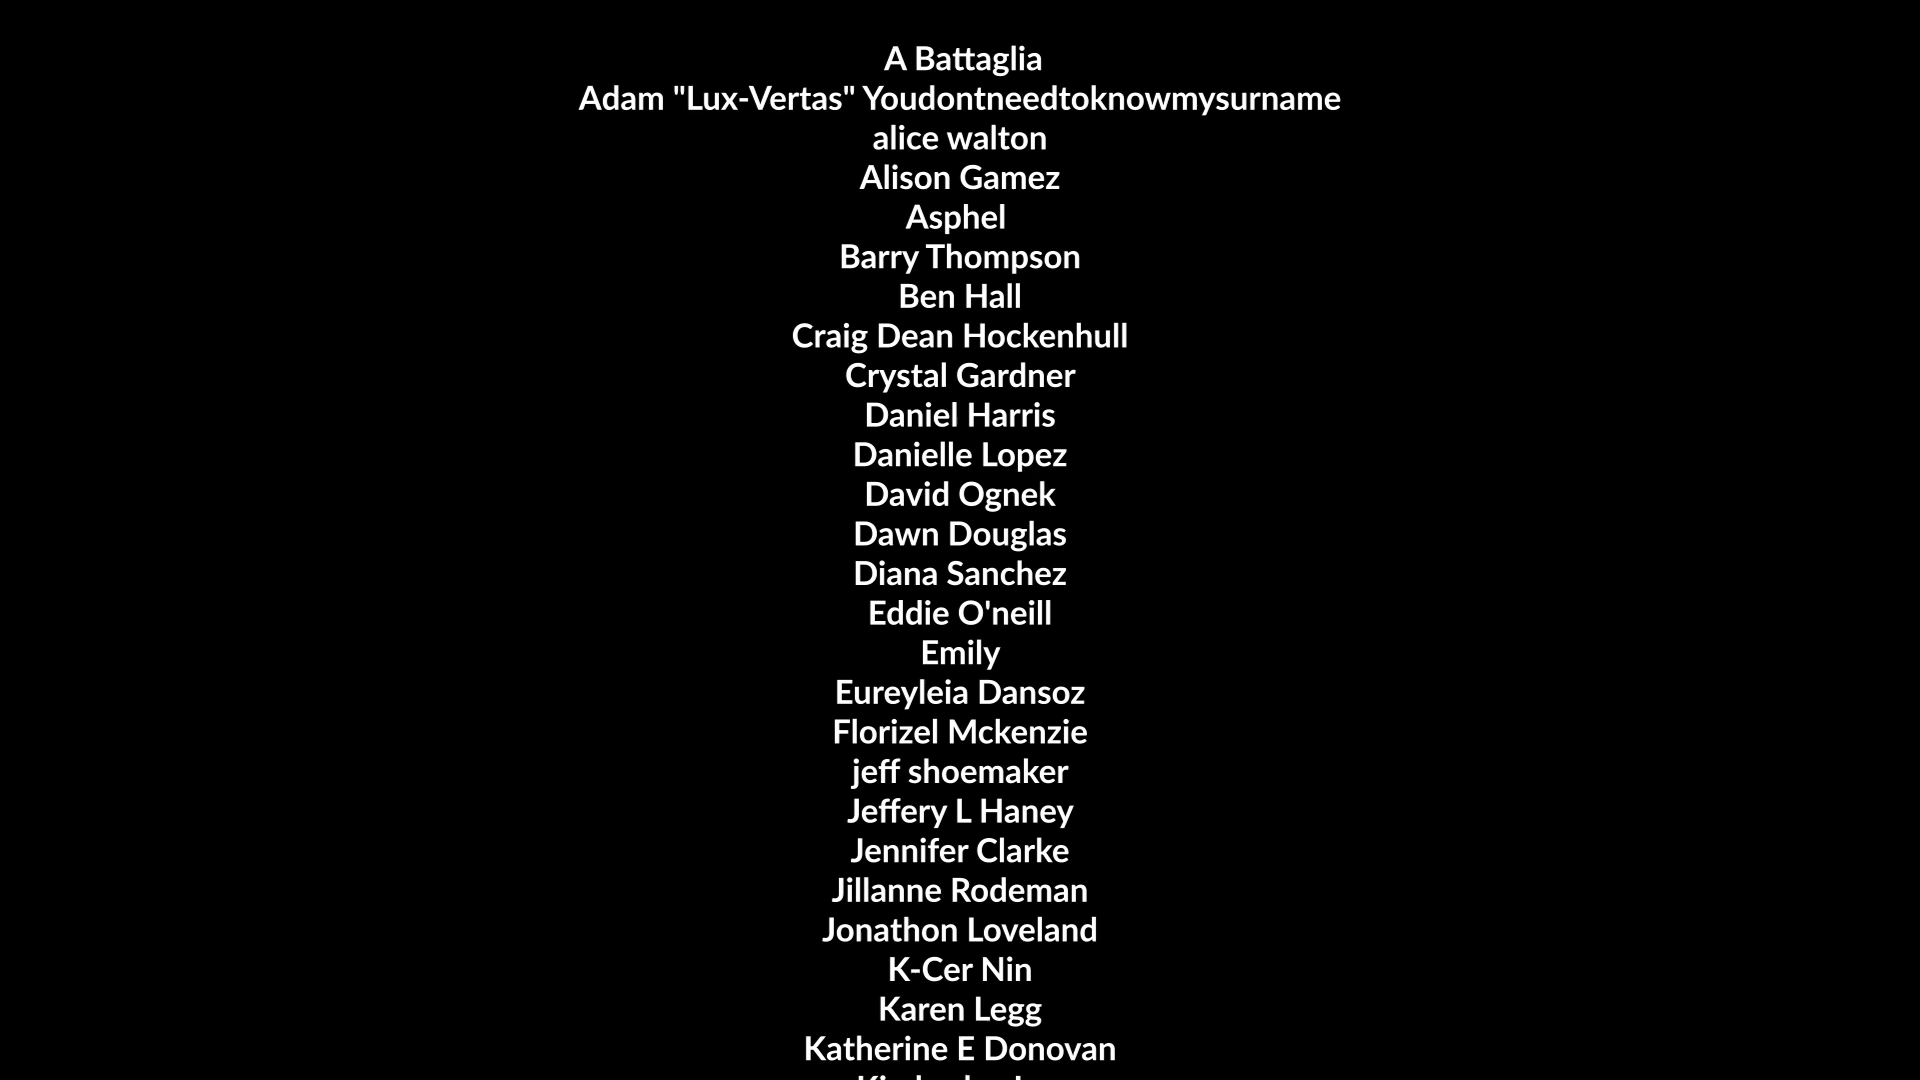 A Battaglia
Adam "Lux-Vertas" Youdontneedtoknowmysurname
alice walton
Alison Gamez
Asphel
Barry Thompson
Ben Hall
Craig Dean Hockenhull
Crystal Gardner
Daniel Harris
Danielle Lopez
David Ognek
Dawn Douglas
Diana Sanchez
Eddie O'neill
Emily
Eureyleia Dansoz
Florizel Mckenzie
jeff shoemaker
Jeffery L Haney
Jennifer Clarke
Jillanne Rodeman
Jonathon Loveland
K-Cer Nin
Karen Legg
Katherine E Donovan